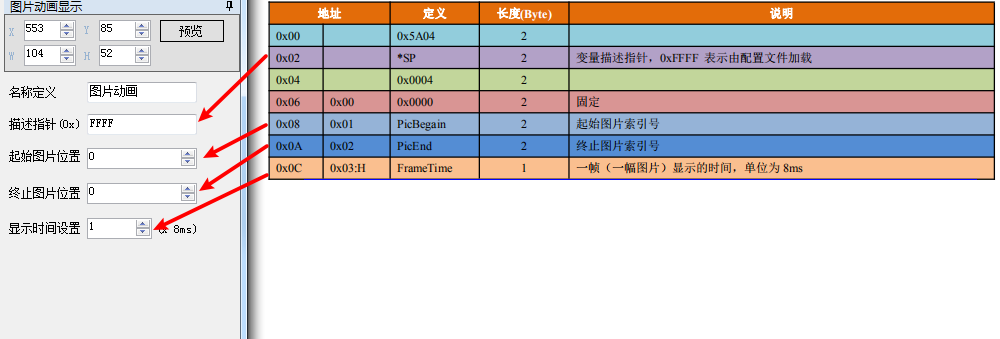 图片动画显示
X 553 Y 85 预览
W 104 H 52
名称定义 图片动画
描述指针(0x) FFFF
起始图片位置 0
终止图片位置 0
显示时间设置 1 8ms)
地址 定义 长度(Byte) 说明
0x00 0x5A04 2
0x02 *SP 2 变量描述指针，0xFFFF 表示由配置文件加载
0x04 0x0004 2
0x06 0x00 0x0000 2 固定
0x08 0x01 PicBegain 2 起始图片索引号
0x0A 0x02 PicEnd 2 终止图片索引号
0x0C 0x03:H FrameTime 1 一帧（一幅图片）显示的时间，单位为 8ms